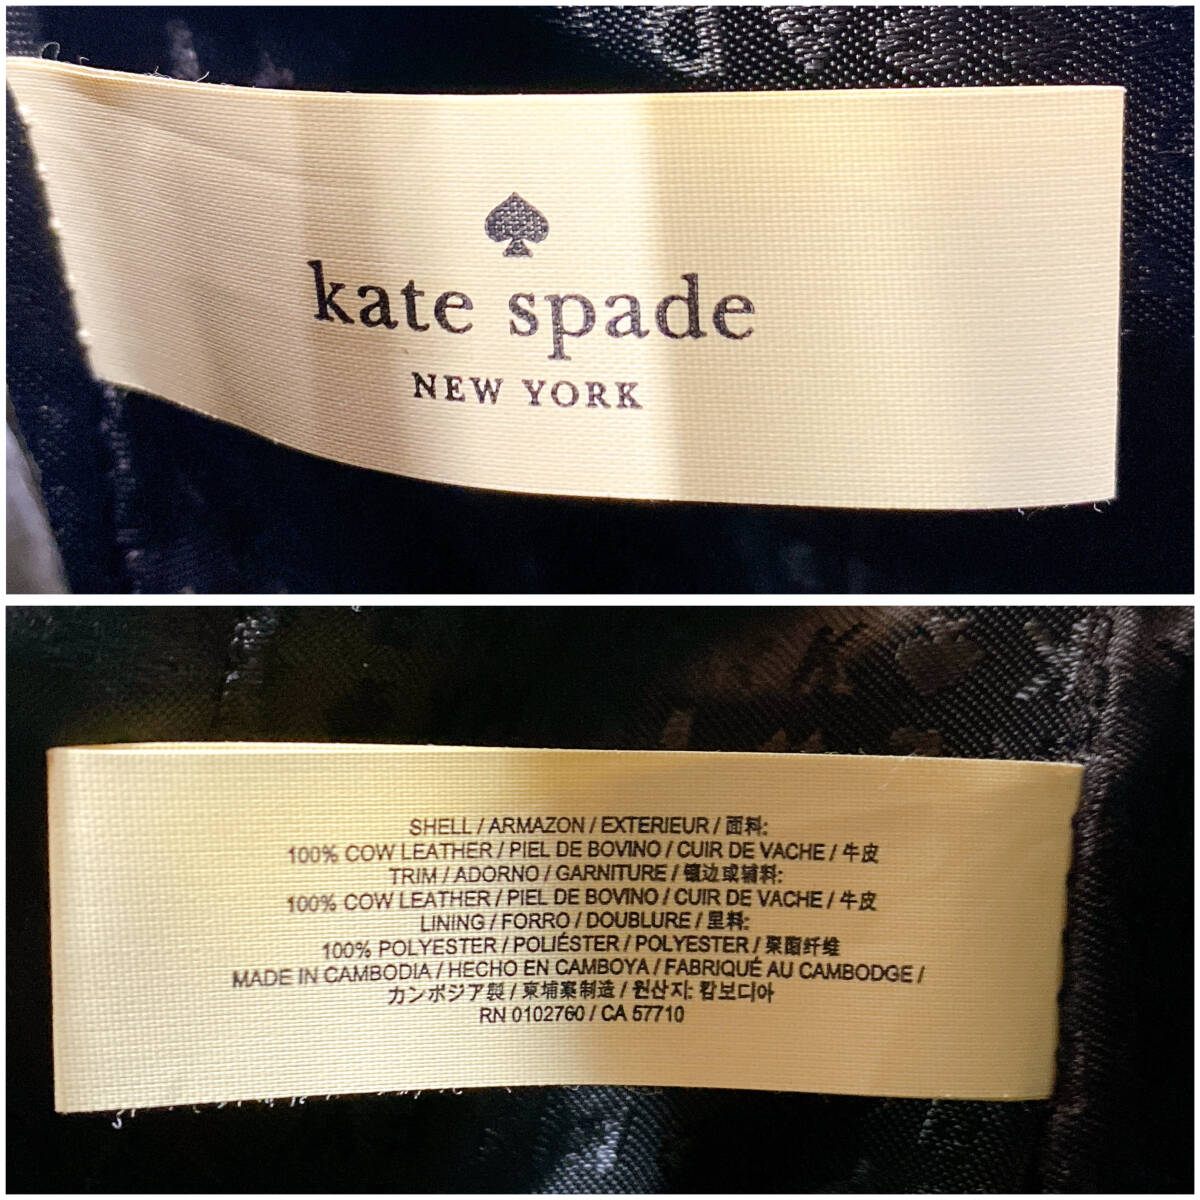 kate spade
NEW YORK
SHELL / ARMAZON / EXTERIEUR / 面料:
100% COW LEATHER / PIEL DE BOVINO / CUIR DE VACHE / 牛皮
TRIM / ADORNO / GARNITURE / 镶边或辅料:
100% COW LEATHER / PIEL DE BOVINO / CUIR DE VACHE / 牛皮
LINING / FORRO / DOUBLURE / 里料:
100% POLYESTER / POLIÉSTER / POLYESTER / 聚酯纤维
MADE IN CAMBODIA / HECHO EN CAMBOYA / FABRIQUÉ AU CAMBODGE /
カンボジア製 / 柬埔寨制造 / 원산지: 캄보디아
RN 0102760 / CA 57710